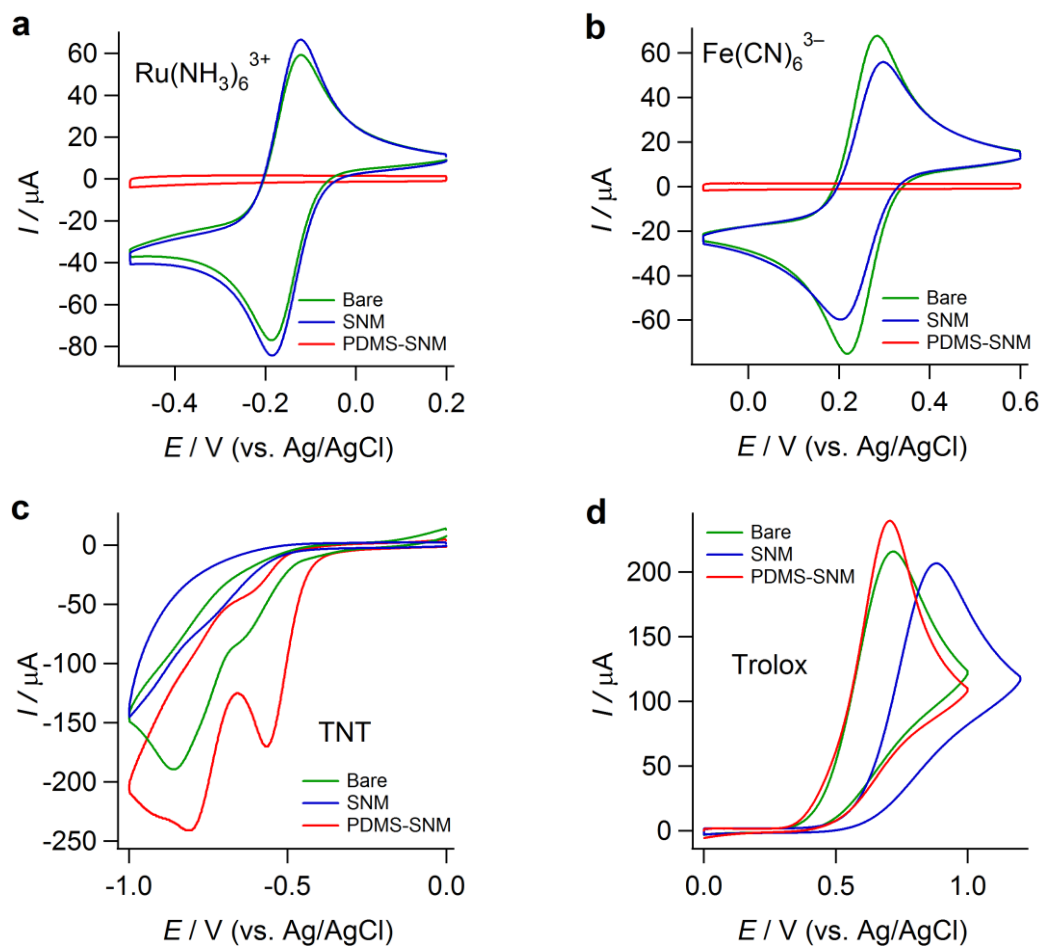 a
Ru(NH3)6 3+
60
40
20
0
-20
-40
-60
-80
I / μA
Bare
SNM
PDMS-SNM
-0.4
-0.2
0.0
0.2
E / V (vs. Ag/AgCl)
b
Fe(CN)6 3–
60
40
20
0
-20
-40
-60
I / μA
Bare
SNM
PDMS-SNM
0.0
0.2
0.4
0.6
E / V (vs. Ag/AgCl)
c
0
-50
-100
-150
-200
-250
I / μA
TNT
Bare
SNM
PDMS-SNM
-1.0
-0.5
0.0
E / V (vs. Ag/AgCl)
d
Bare
SNM
PDMS-SNM
200
150
100
50
0
I / μA
Trolox
0.0
0.5
1.0
E / V (vs. Ag/AgCl)